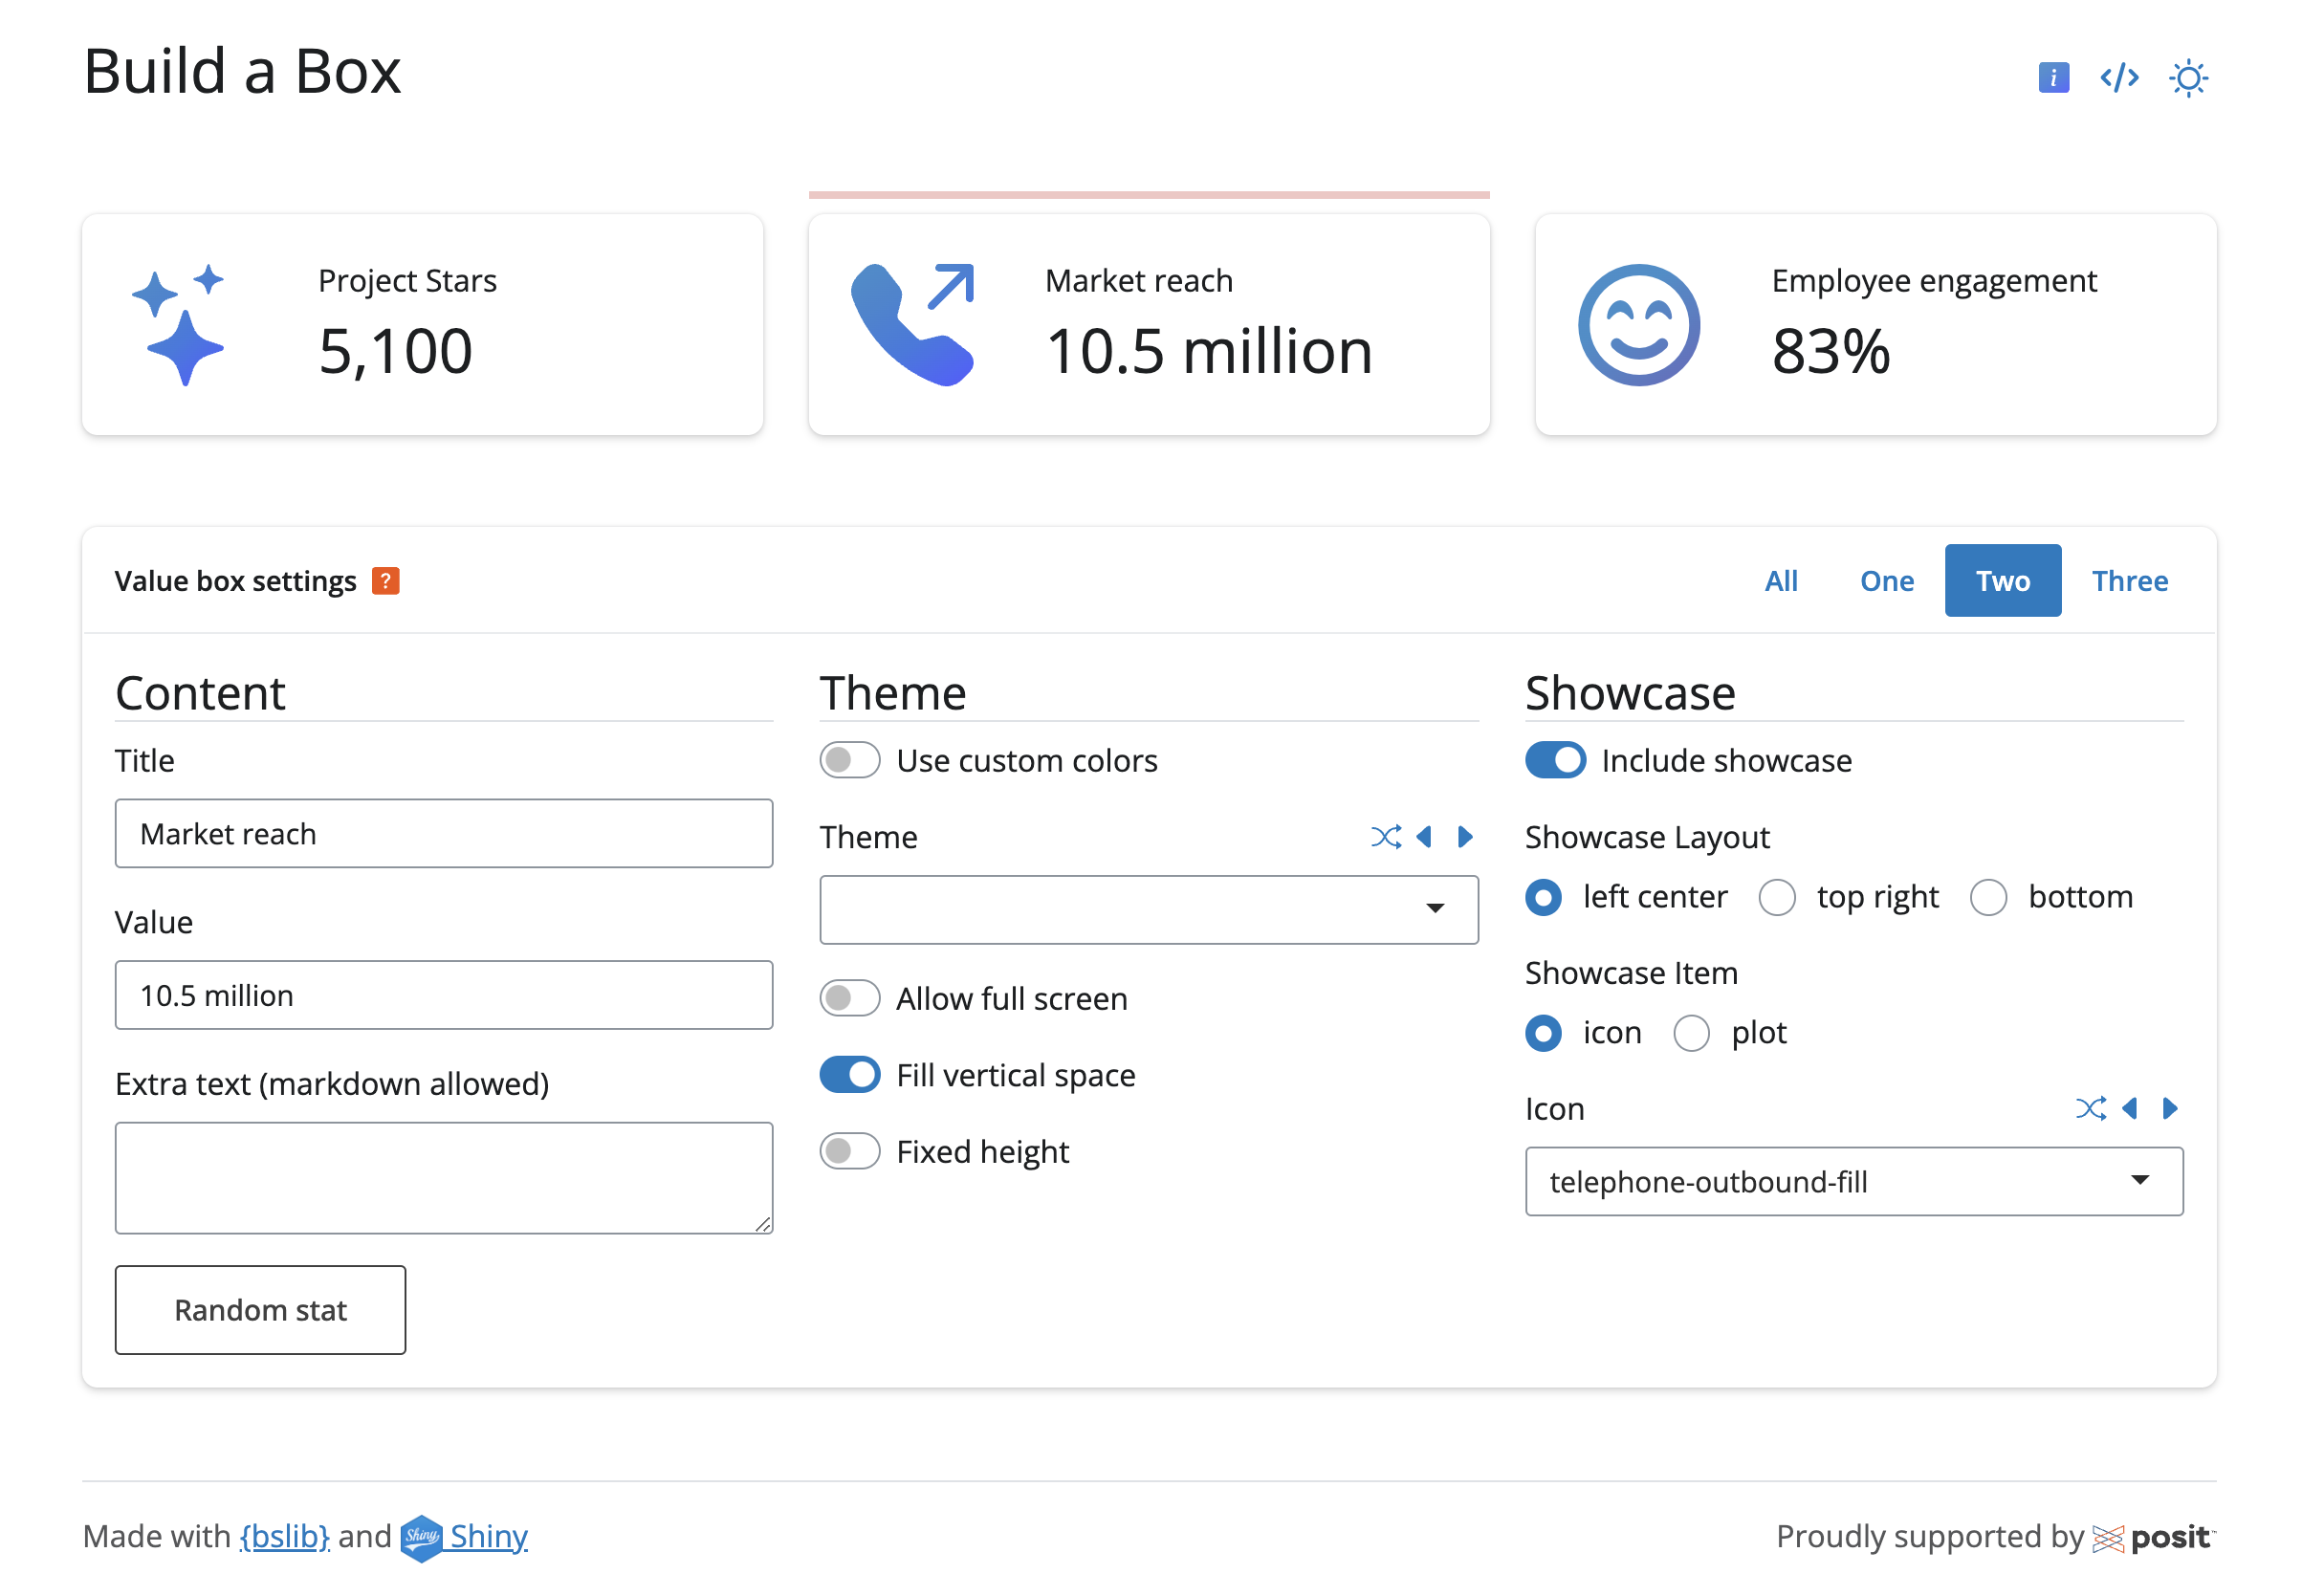 Build a Box
i
</>
Project Stars
5,100
Market reach
10.5 million
Employee engagement
83%
Value box settings ?
All One Two Three
Content
Title
Market reach
Value
10.5 million
Extra text (markdown allowed)
Random stat
Theme
Use custom colors
Theme
Allow full screen
Fill vertical space
Fixed height
Showcase
Include showcase
Showcase Layout
left center top right bottom
Showcase Item
icon plot
Icon
telephone-outbound-fill
Made with {bslib} and Shiny Shiny
Proudly supported by posit